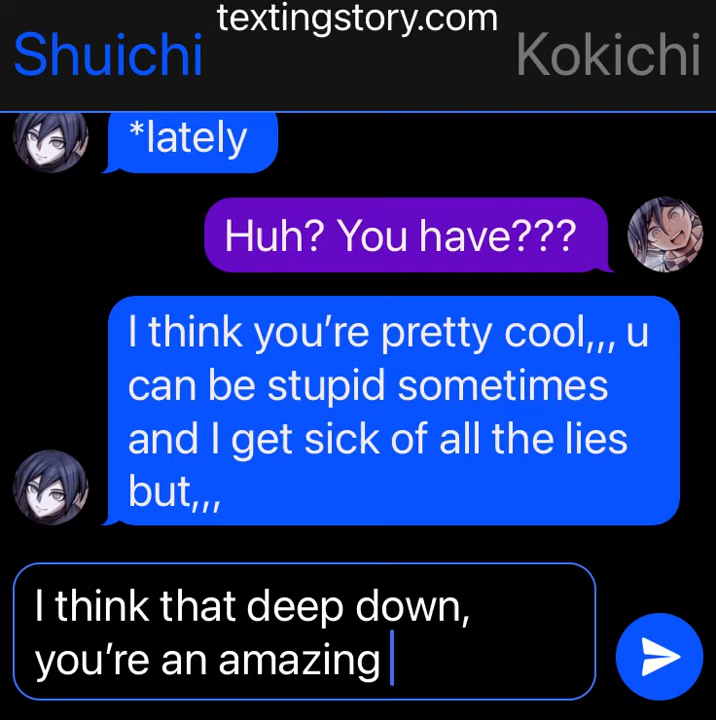 textingstory.com
Shuichi
Kokichi
*lately
Huh? You have???
I think you’re pretty cool,,, u
can be stupid sometimes
and I get sick of all the lies
but,,,
I think that deep down,
you’re an amazing